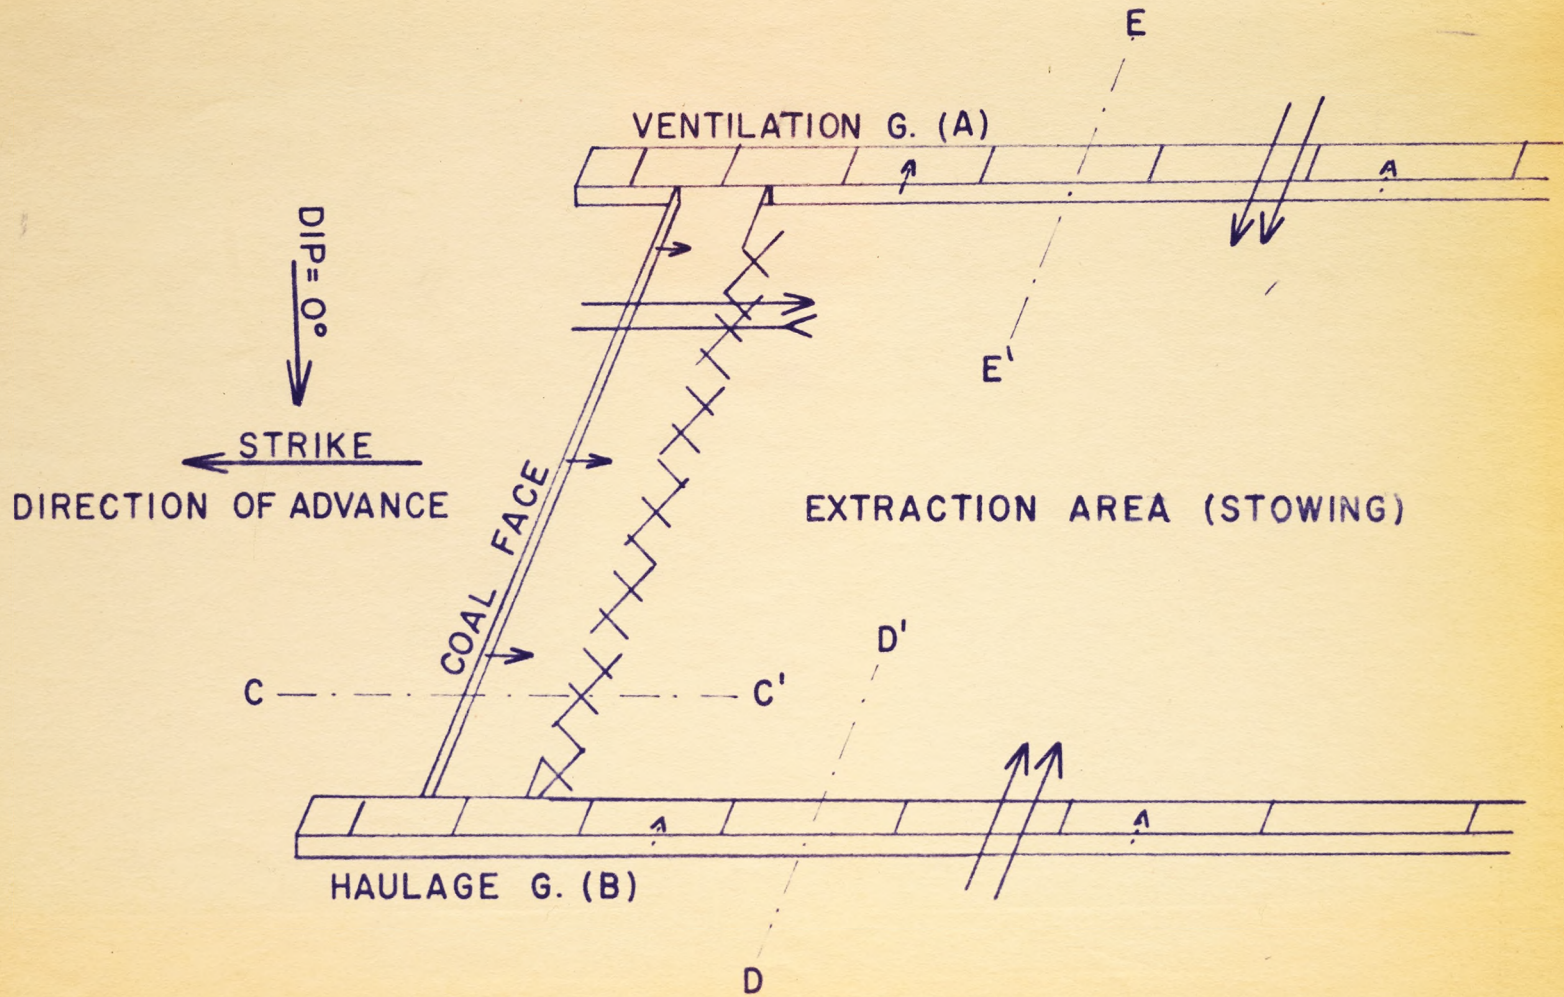 E
VENTILATION G. (A)
DIP= 0°
E'
STRIKE
DIRECTION OF ADVANCE
COAL FACE
EXTRACTION AREA (STOWING)
D'
C
C'
HAULAGE G. (B)
D